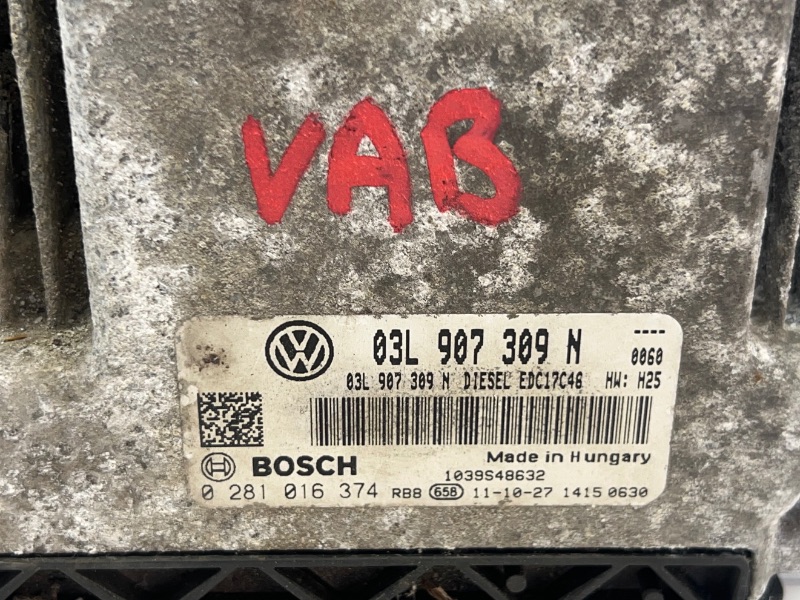 VAB
03L 907 309 N ----
0060
03L 907 309 N DIESEL EDC17C46 HW: H25
Made in Hungary
BOSCH 1039S48632
0 281 016 374 RB8 658 11-10-27 1415 0630